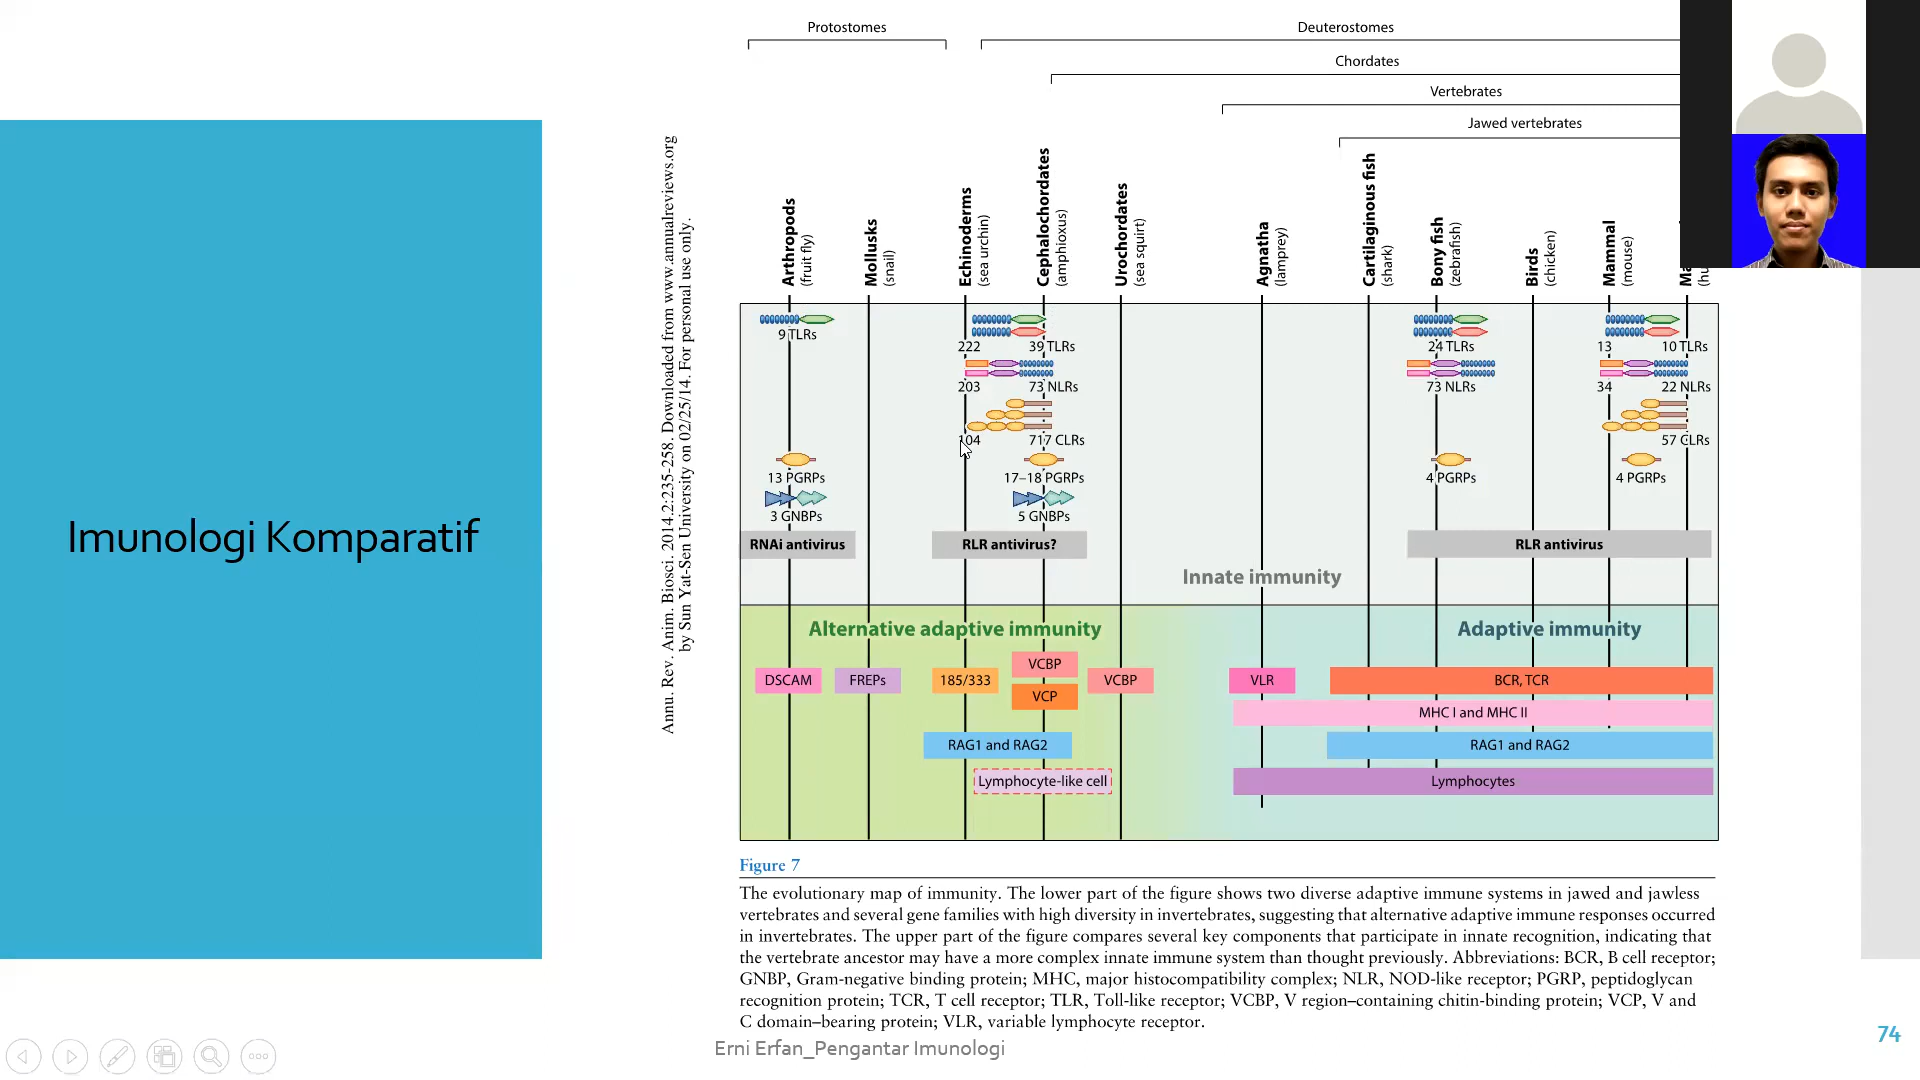 Protostomes
Deuterostomes
Chordates
Vertebrates
Jawed vertebrates
Imunologi Komparatif
Annu. Rev. Anim. Biosci. 2014.2:235-258. Downloaded from www.annualreviews.org
by Sun Yat-Sen University on 02/25/14. For personal use only.
Arthropods
(fruit fly)
Mollusks
(snail)
Echinoderms
(sea urchin)
Cephalochordates
(amphioxus)
Urochordates
(sea squirt)
Agnatha
(lamprey)
Cartilaginous fish
(shark)
Bony fish
(zebrafish)
Birds
(chicken)
Mammal
(mouse)
9 TLRs
222 39 TLRs
24 TLRs
13 10 TLRs
203 73 NLRs
73 NLRs
34 22 NLRs
104 717 CLRs
57 CLRs
13 PGRPs
17–18 PGRPs
4 PGRPs
4 PGRPs
3 GNBPs
5 GNBPs
RNAi antivirus
RLR antivirus?
RLR antivirus
Innate immunity
Alternative adaptive immunity
Adaptive immunity
DSCAM
FREPs
185/333
VCBP
VCP
VCBP
VLR
BCR, TCR
MHC I and MHC II
RAG1 and RAG2
RAG1 and RAG2
Lymphocyte-like cell
Lymphocytes
Figure 7
The evolutionary map of immunity. The lower part of the figure shows two diverse adaptive immune systems in jawed and jawless
vertebrates and several gene families with high diversity in invertebrates, suggesting that alternative adaptive immune responses occurred
in invertebrates. The upper part of the figure compares several key components that participate in innate recognition, indicating that
the vertebrate ancestor may have a more complex innate immune system than thought previously. Abbreviations: BCR, B cell receptor;
GNBP, Gram-negative binding protein; MHC, major histocompatibility complex; NLR, NOD-like receptor; PGRP, peptidoglycan
recognition protein; TCR, T cell receptor; TLR, Toll-like receptor; VCBP, V region–containing chitin-binding protein; VCP, V and
C domain–bearing protein; VLR, variable lymphocyte receptor.
Erni Erfan_Pengantar Imunologi
74